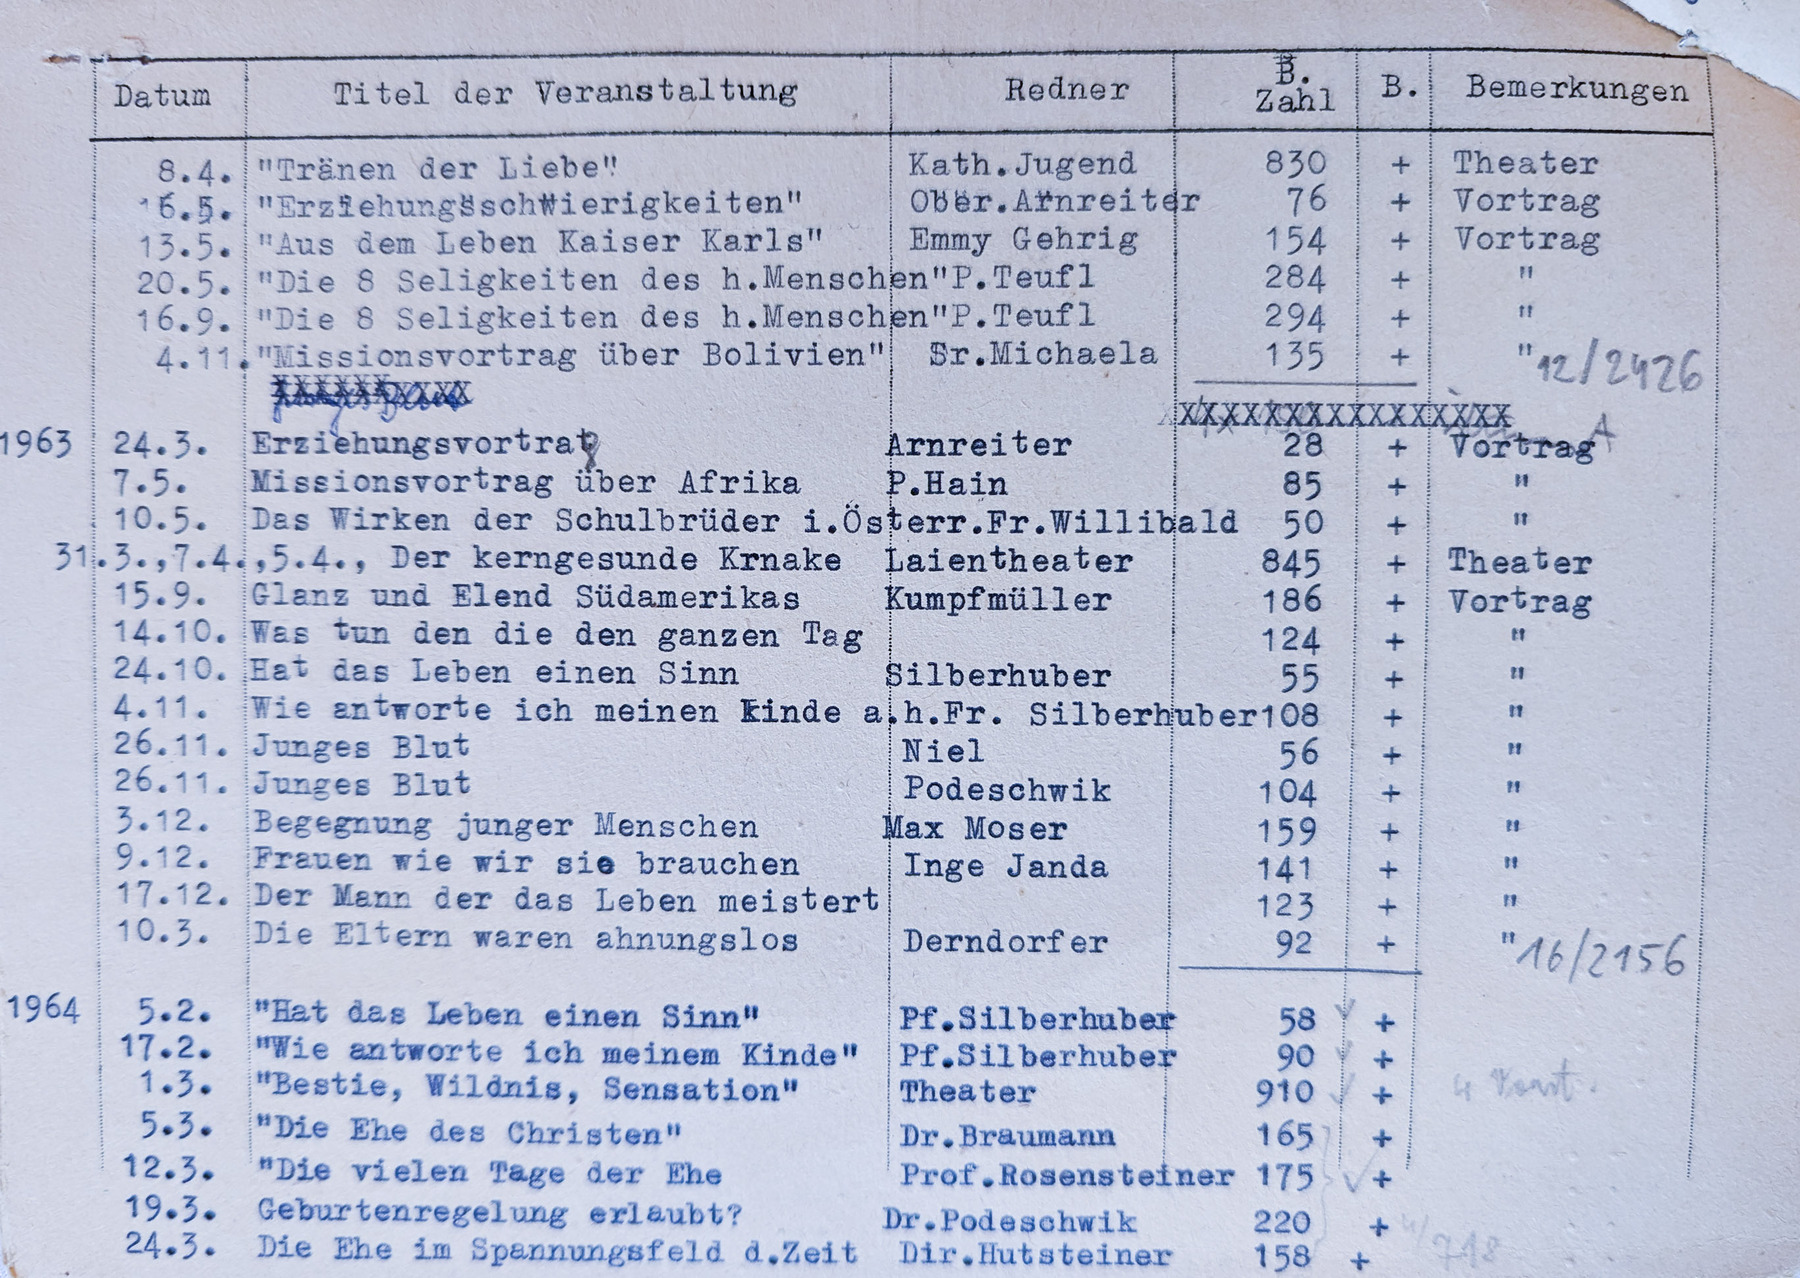 Datum Titel der Veranstaltung Redner B. Zahl B. Bemerkungen
8.4. "Tränen der Liebe" Kath.Jugend 830 + Theater
16.5. "Erziehungsschwierigkeiten" Ober.Arnreiter 76 + Vortrag
13.5. "Aus dem Leben Kaiser Karls" Emmy Gehrig 154 + Vortrag
20.5. "Die 8 Seligkeiten des h.Menschen" P.Teufl 284 + "
16.9. "Die 8 Seligkeiten des h.Menschen" P.Teufl 294 + "
4.11. "Missionsvortrag über Bolivien" Sr.Michaela 135 + " 12/2426
1963 24.3. Erziehungsvortrag Arnreiter 28 + Vortrag A
7.5. Missionsvortrag über Afrika P.Hain 85 + "
10.5. Das Wirken der Schulbrüder i.Österr.Fr.Willibald 50 + "
31.3.,7.4.,5.4., Der kerngesunde Krnake Laientheater 845 + Theater
15.9. Glanz und Elend Südamerikas Kumpfmüller 186 + Vortrag
14.10. Was tun den die den ganzen Tag 124 + "
24.10. Hat das Leben einen Sinn Silberhuber 55 + "
4.11. Wie antworte ich meinen kinde a.h.Fr. Silberhuber 108 + "
26.11. Junges Blut Niel 56 + "
26.11. Junges Blut Podeschwik 104 + "
3.12. Begegnung junger Menschen Max Moser 159 + "
9.12. Frauen wie wir sie brauchen Inge Janda 141 + "
17.12. Der Mann der das Leben meistert 123 + "
10.3. Die Eltern waren ahnungslos Derndorfer 92 + " 16/2156
1964 5.2. "Hat das Leben einen Sinn" Pf.Silberhuber 58 +
17.2. "Wie antworte ich meinem Kinde" Pf.Silberhuber 90 +
1.3. "Bestie, Wildnis, Sensation" Theater 910 + 4 Vorst.
5.3. "Die Ehe des Christen" Dr.Braumann 165 +
12.3. "Die vielen Tage der Ehe Prof.Rosensteiner 175 +
19.3. Geburtenregelung erlaubt? Dr.Podeschwik 220 + 4/718
24.3. Die Ehe im Spannungsfeld d.Zeit Dir.Hutsteiner 158 +